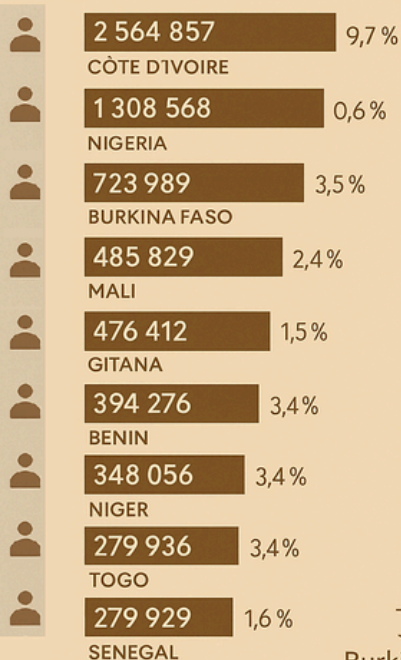 2 564 857 9,7 %
CÒTE D'IVOIRE
1 308 568 0,6 %
NIGERIA
723 989 3,5 %
BURKINA FASO
485 829 2,4 %
MALI
476 412 1,5 %
GITANA
394 276 3,4 %
BENIN
348 056 3,4 %
NIGER
279 936 3,4 %
TOGO
279 929 1,6 %
SENEGAL